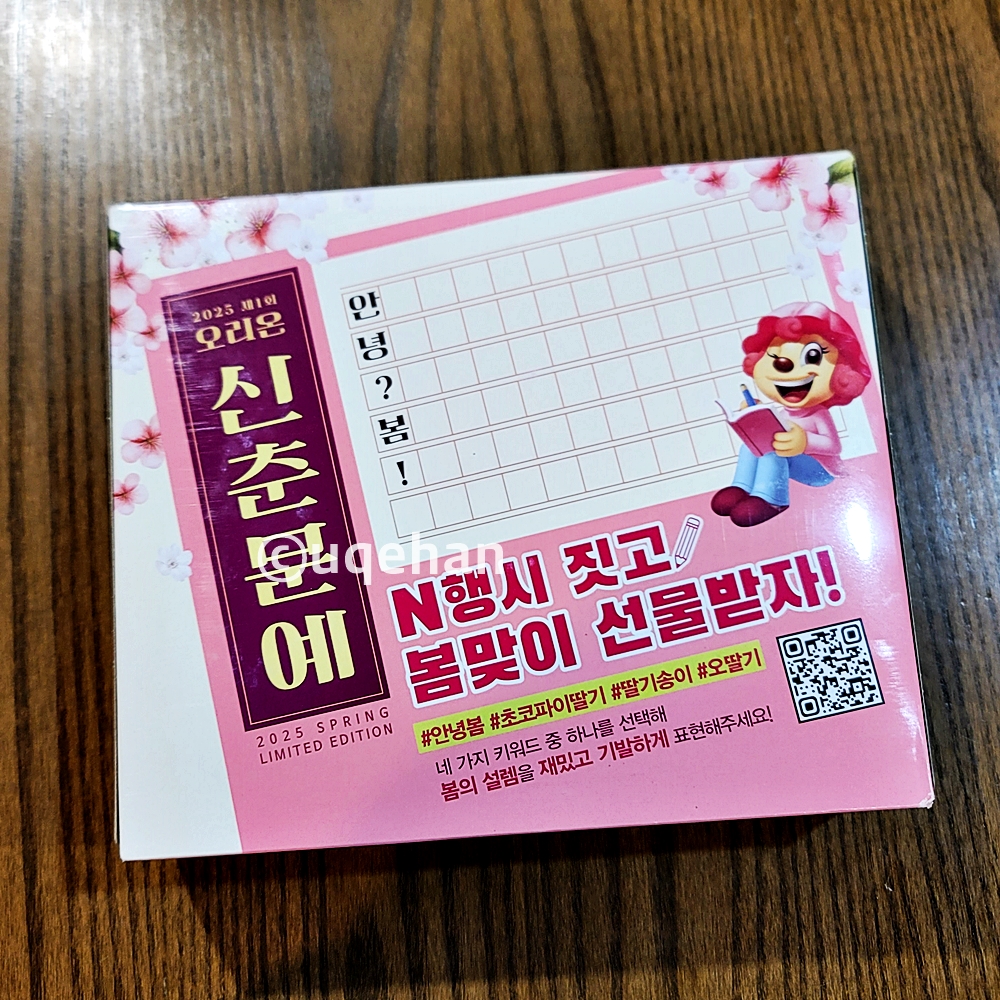 2025 제1회
오리온
신춘문예
2025 SPRING
LIMITED EDITION
안
녕
?
봄
!
N행시 짓고
봄맞이 선물받자!
#안녕봄 #초코파이딸기 #딸기송이 #오딸기
네 가지 키워드 중 하나를 선택해
봄의 설렘을 재밌고 기발하게 표현해주세요!
©uqehan